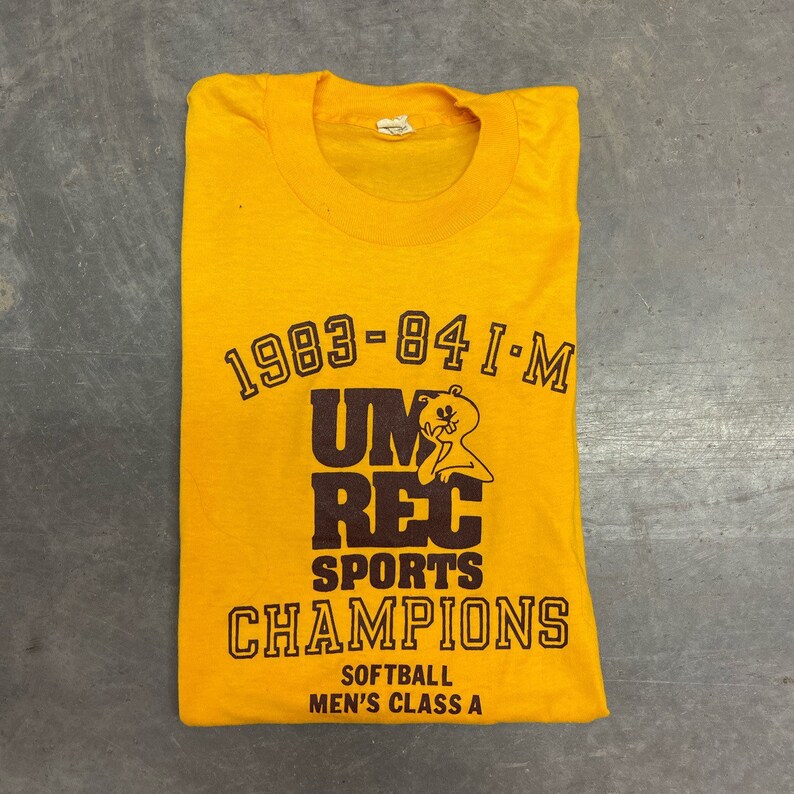 1983-84 I·M
UM
REC
SPORTS
CHAMPIONS
SOFTBALL
MEN'S CLASS A